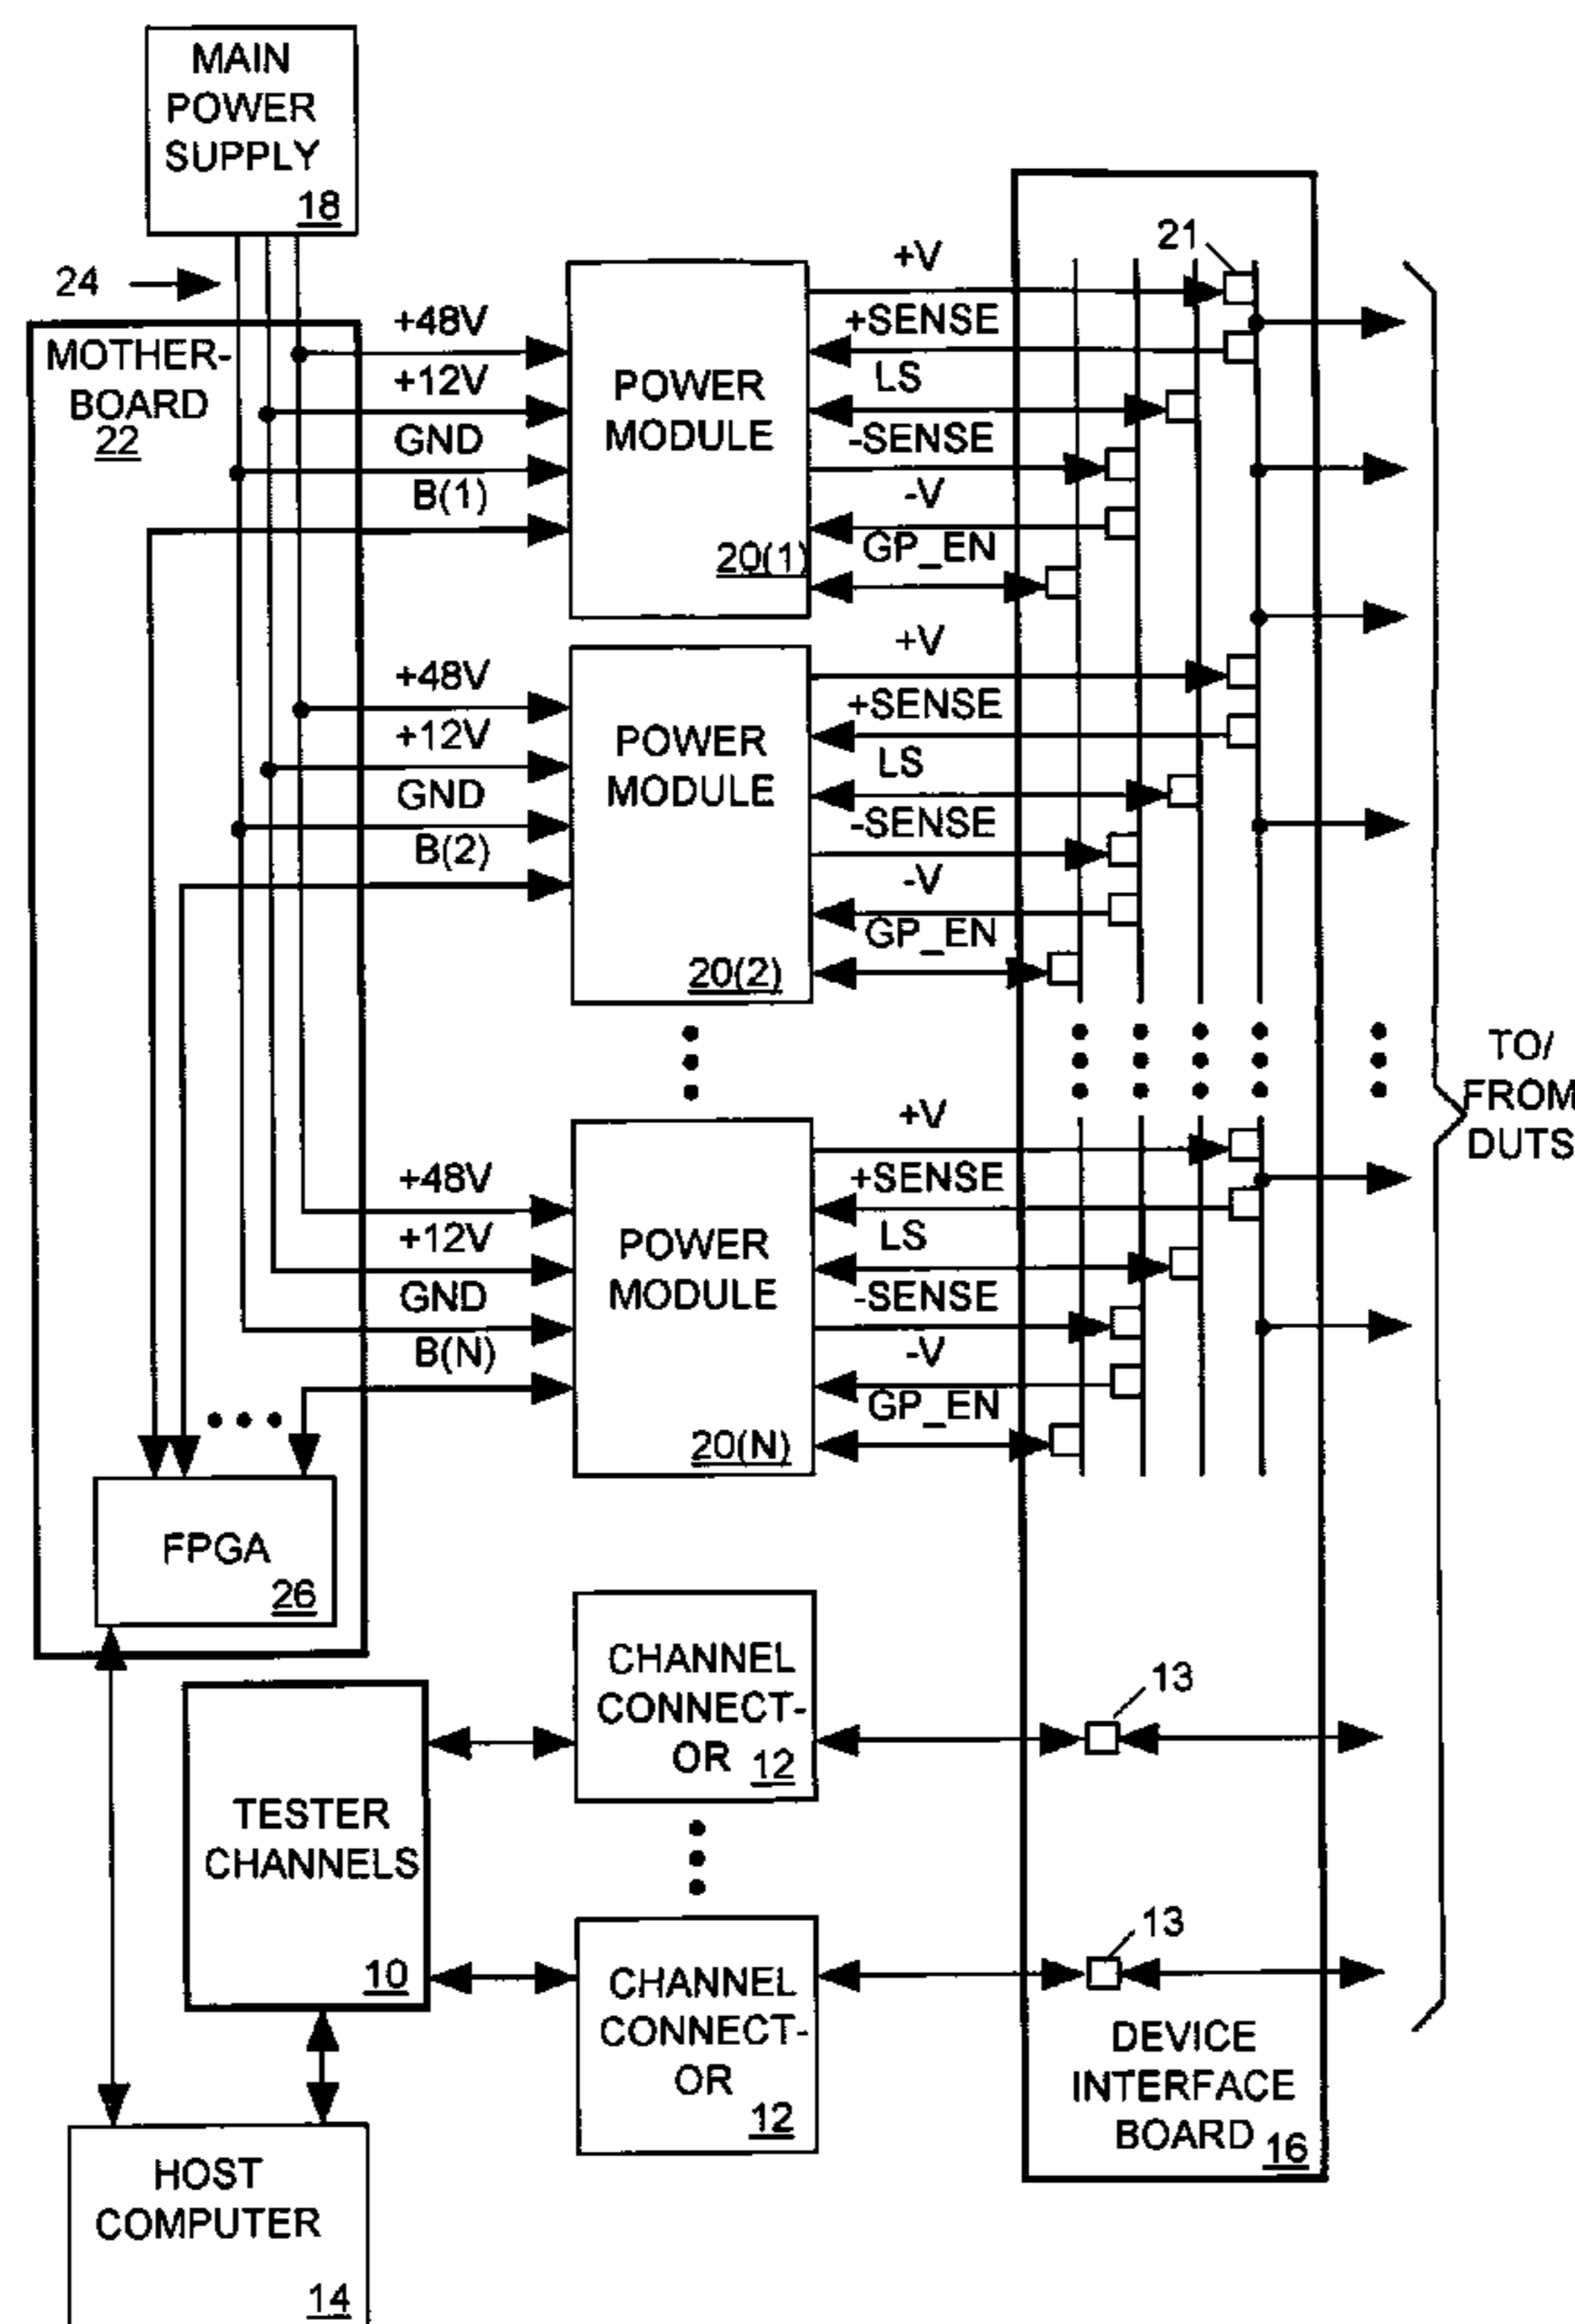 MAIN
POWER
SUPPLY
18
24
MOTHER-
BOARD
22
+48V
+12V
GND
B(1)
POWER
MODULE
20(1)
+V
+SENSE
LS
-SENSE
-V
GP_EN
21
+48V
+12V
GND
B(2)
POWER
MODULE
20(2)
+V
+SENSE
LS
-SENSE
-V
GP_EN
TO/
FROM
DUTS
+48V
+12V
GND
B(N)
POWER
MODULE
20(N)
+V
+SENSE
LS
-SENSE
-V
GP_EN
FPGA
26
CHANNEL
CONNECT-
OR 12
13
TESTER
CHANNELS
10
CHANNEL
CONNECT-
OR
12
13
DEVICE
INTERFACE
BOARD 16
HOST
COMPUTER
14